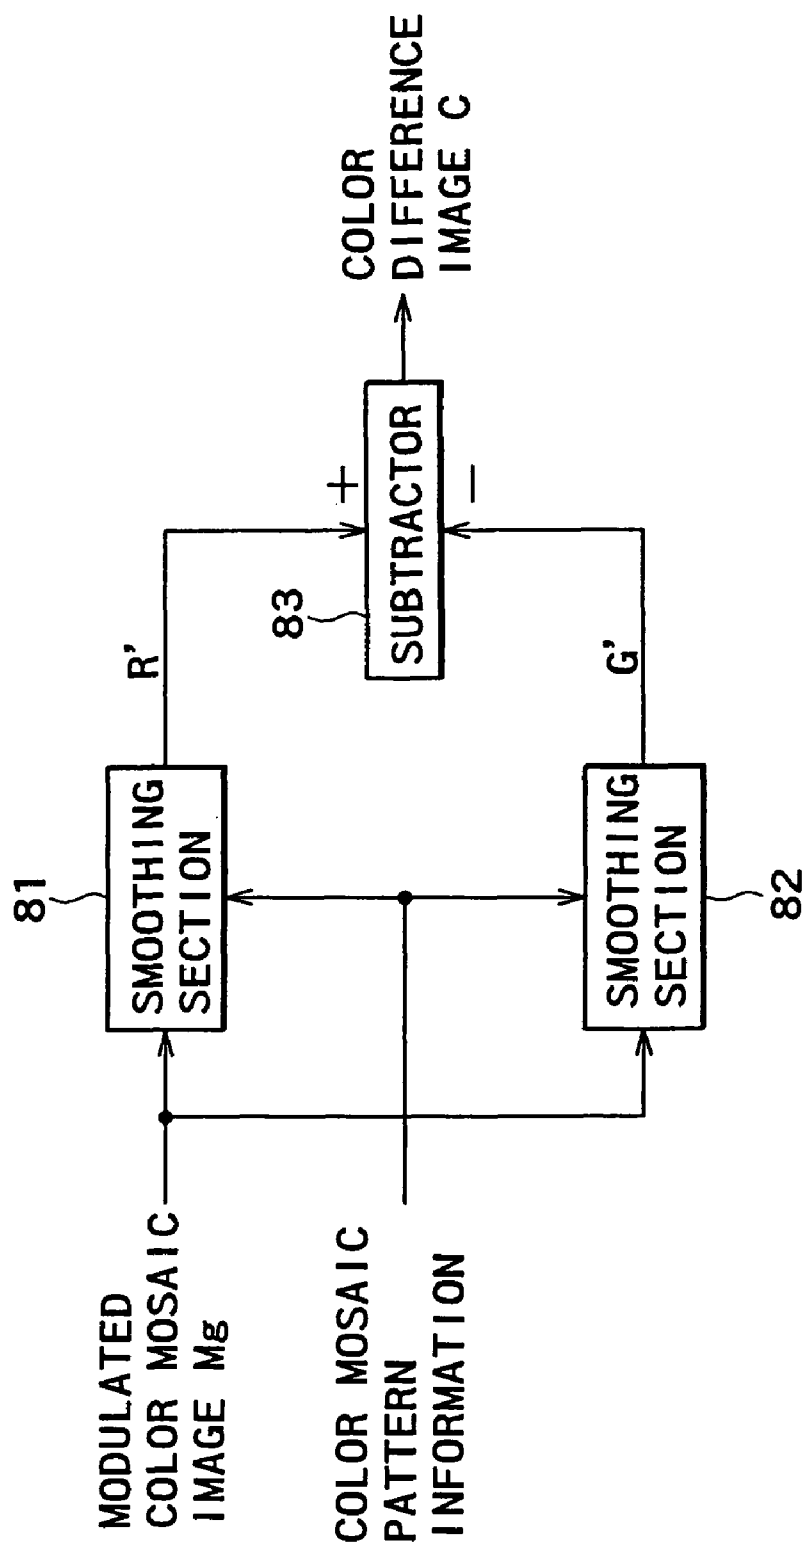 MODULATED
COLOR MOSAIC
IMAGE Mg
COLOR MOSAIC
PATTERN
INFORMATION
81
SMOOTHING
SECTION
R'
82
SMOOTHING
SECTION
G'
83
+
SUBTRACTOR
−
COLOR
DIFFERENCE
IMAGE C